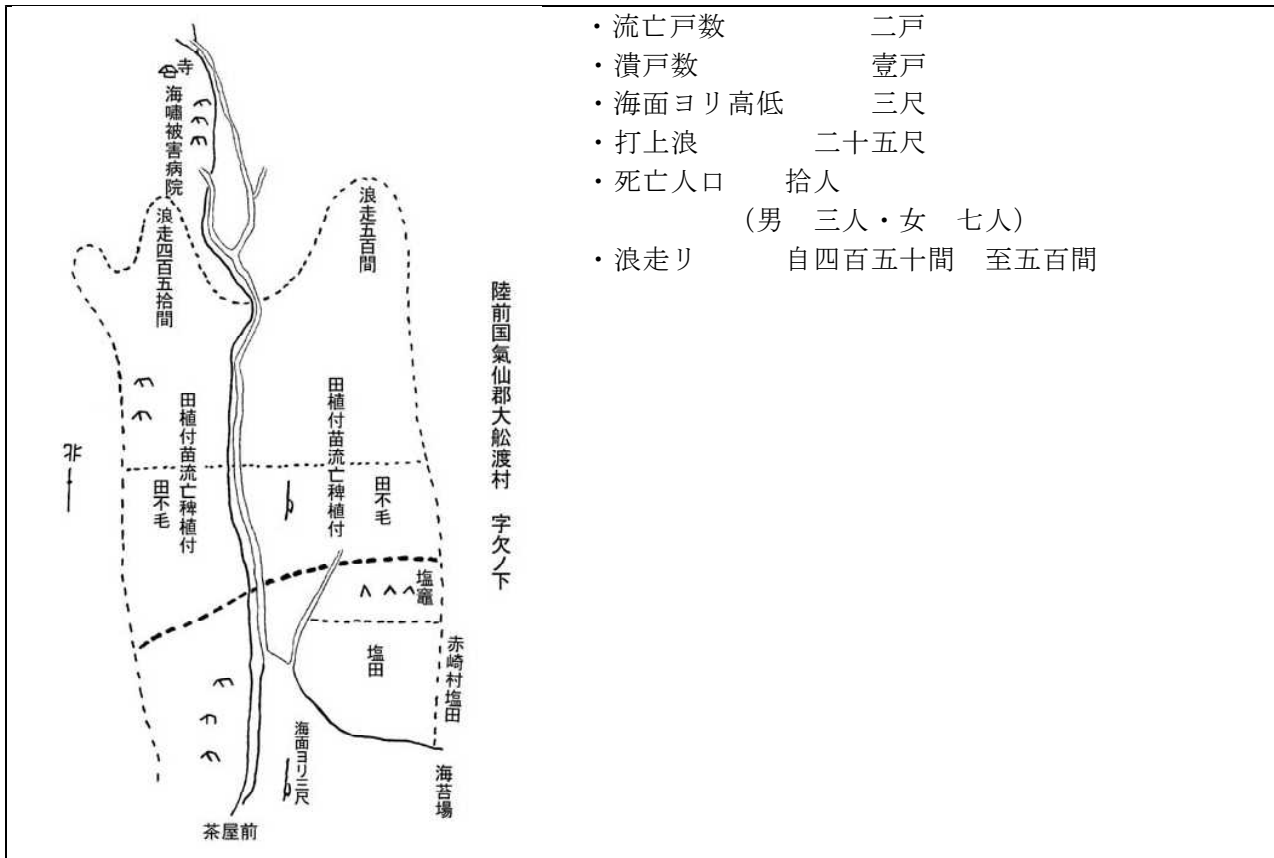 ・流亡戸数　　　　　二戸
・潰戸数　　　　　　壹戸
・海面ヨリ高低　　　三尺
・打上浪　　　　二十五尺
・死亡人口　　拾人
（男　三人・女　七人）
・浪走リ　　　自四百五十間　至五百間
陸前国氣仙郡大舩渡村　字欠ノ下
寺
海嘯被害病院
浪走四百五拾間
浪走五百間
田植付苗流亡稗植付
田植付苗流亡稗植付
北
田不毛
田不毛
塩竈
塩田
赤崎村塩田
海面ヨリ三尺
海苔場
茶屋前